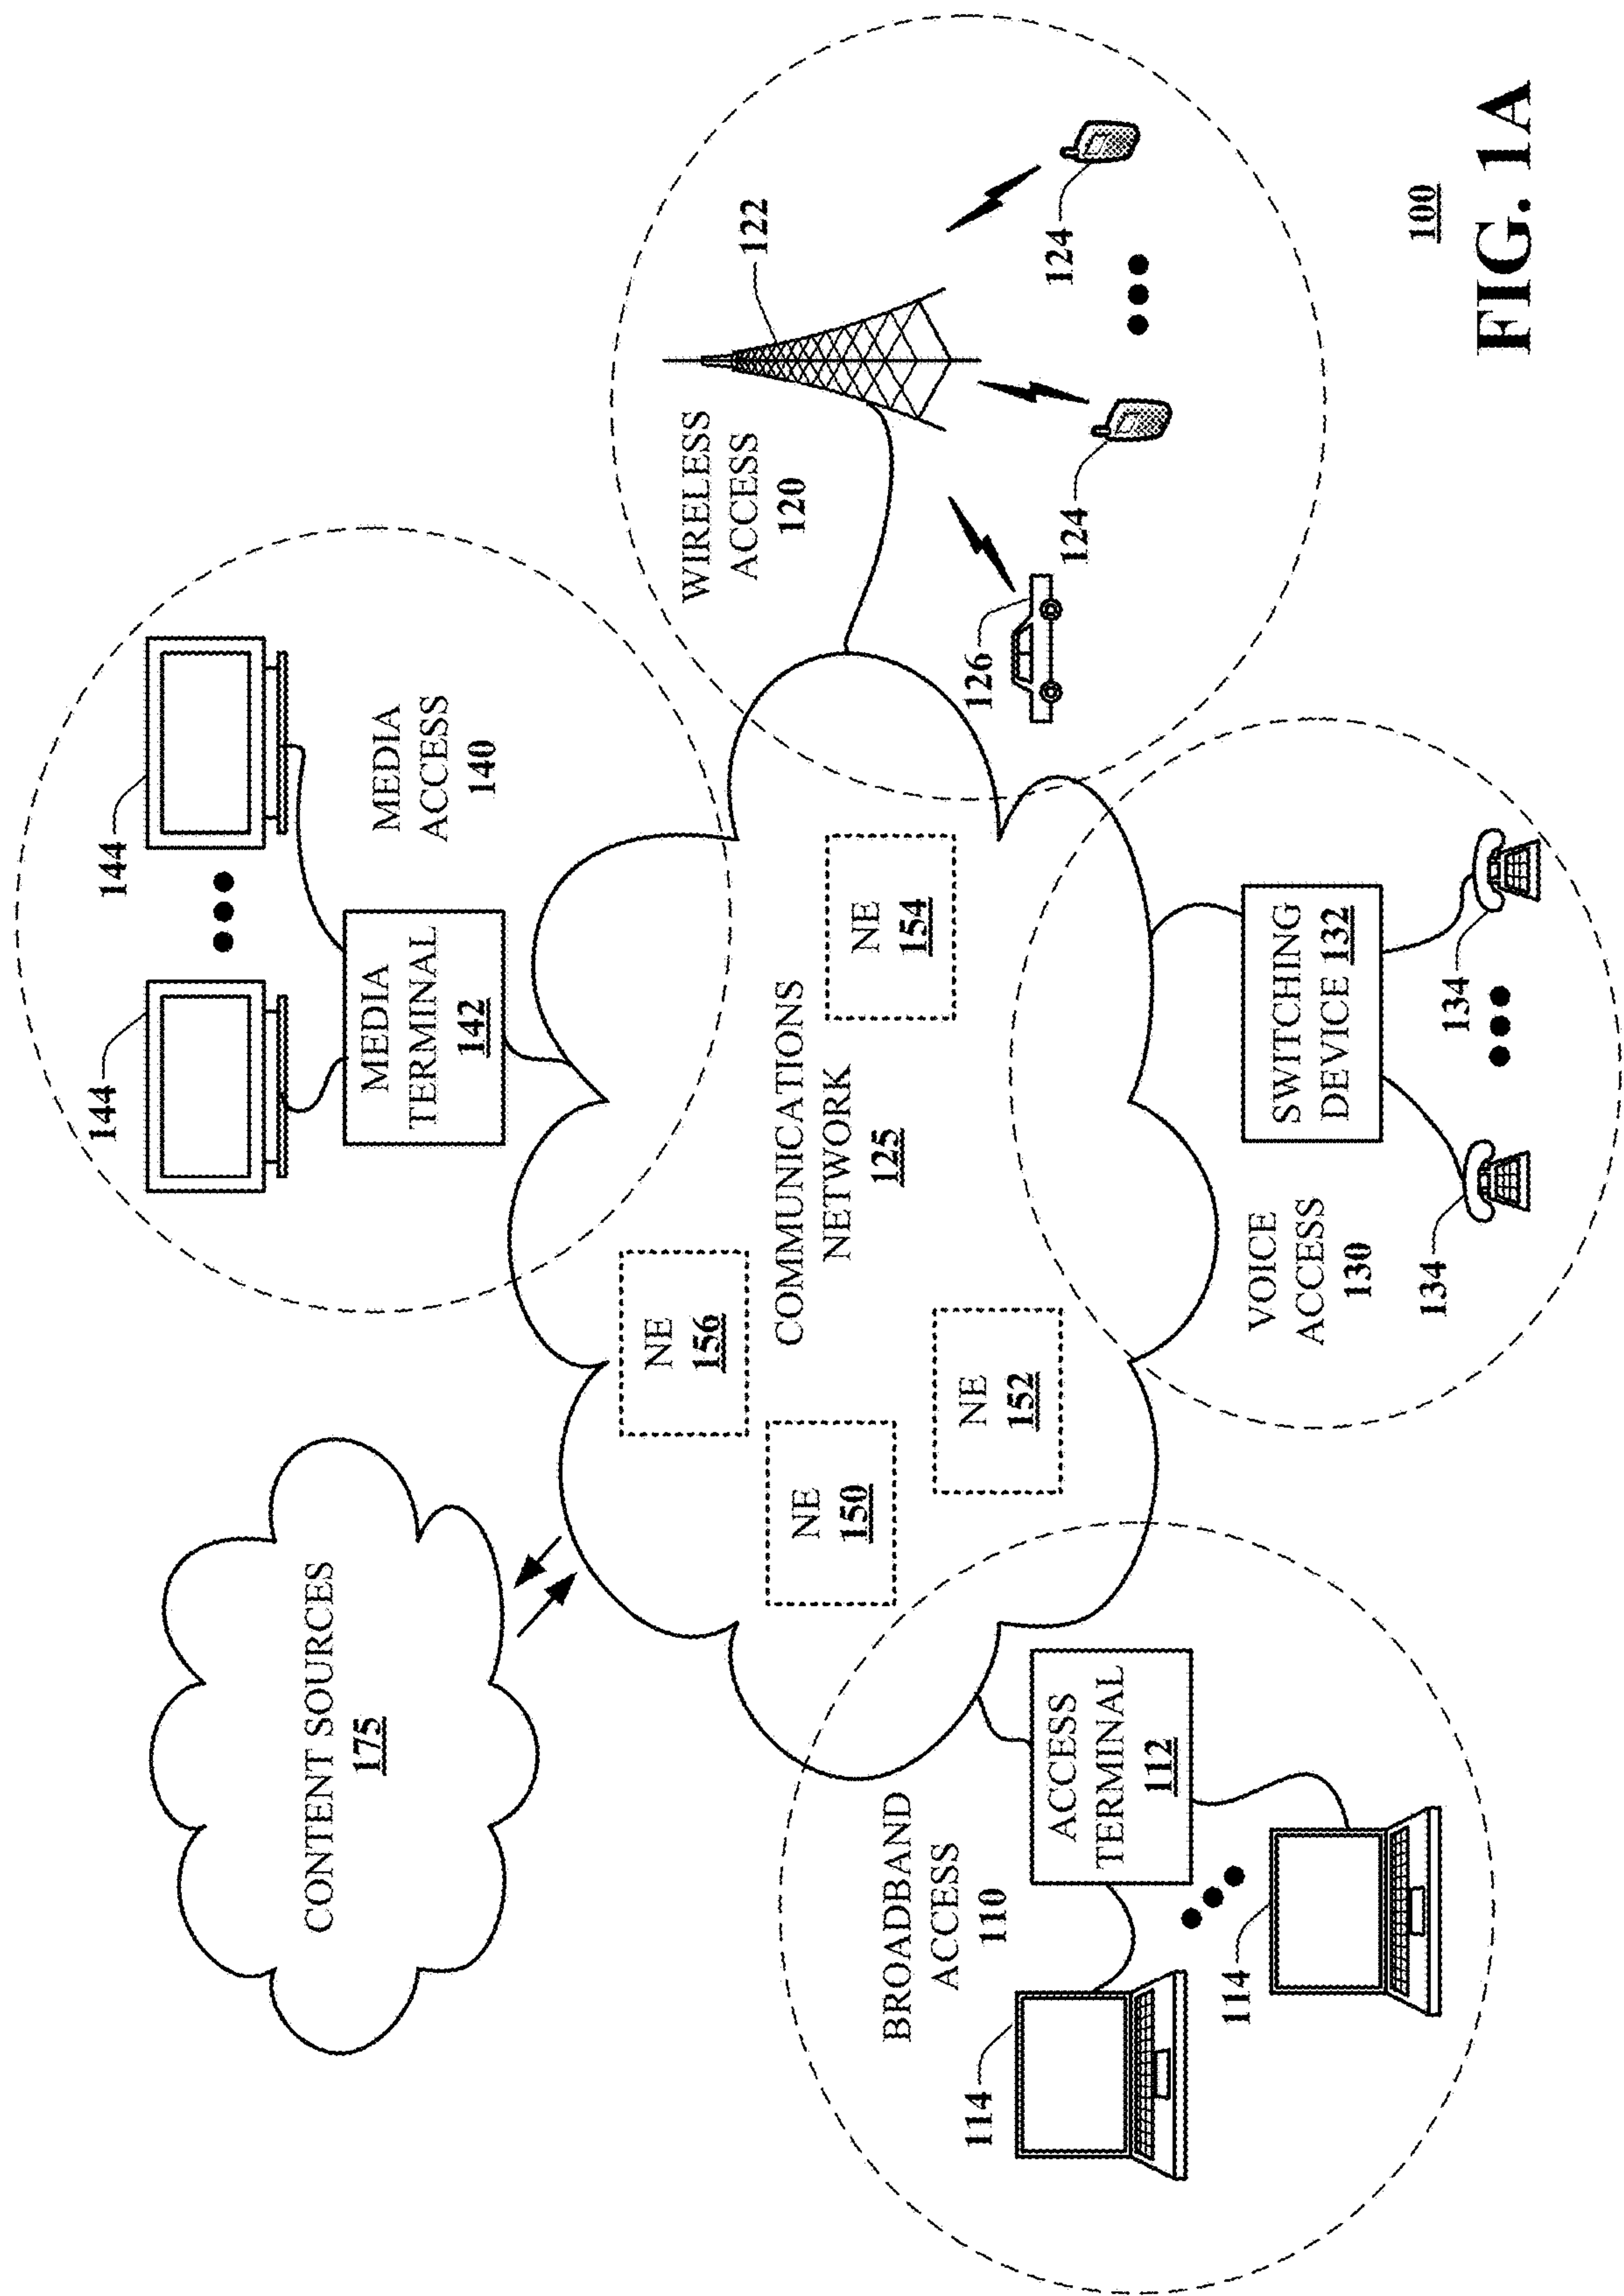 CONTENT SOURCES
175
144
144
MEDIA
TERMINAL
142
MEDIA
ACCESS
140
WIRELESS
ACCESS
120
122
124
124
126
NE
156
NE
150
NE
152
NE
154
COMMUNICATIONS
NETWORK
125
BROADBAND
ACCESS
110
ACCESS
TERMINAL
112
114
114
VOICE
ACCESS
130
SWITCHING
DEVICE 132
134
134
100
FIG. 1A